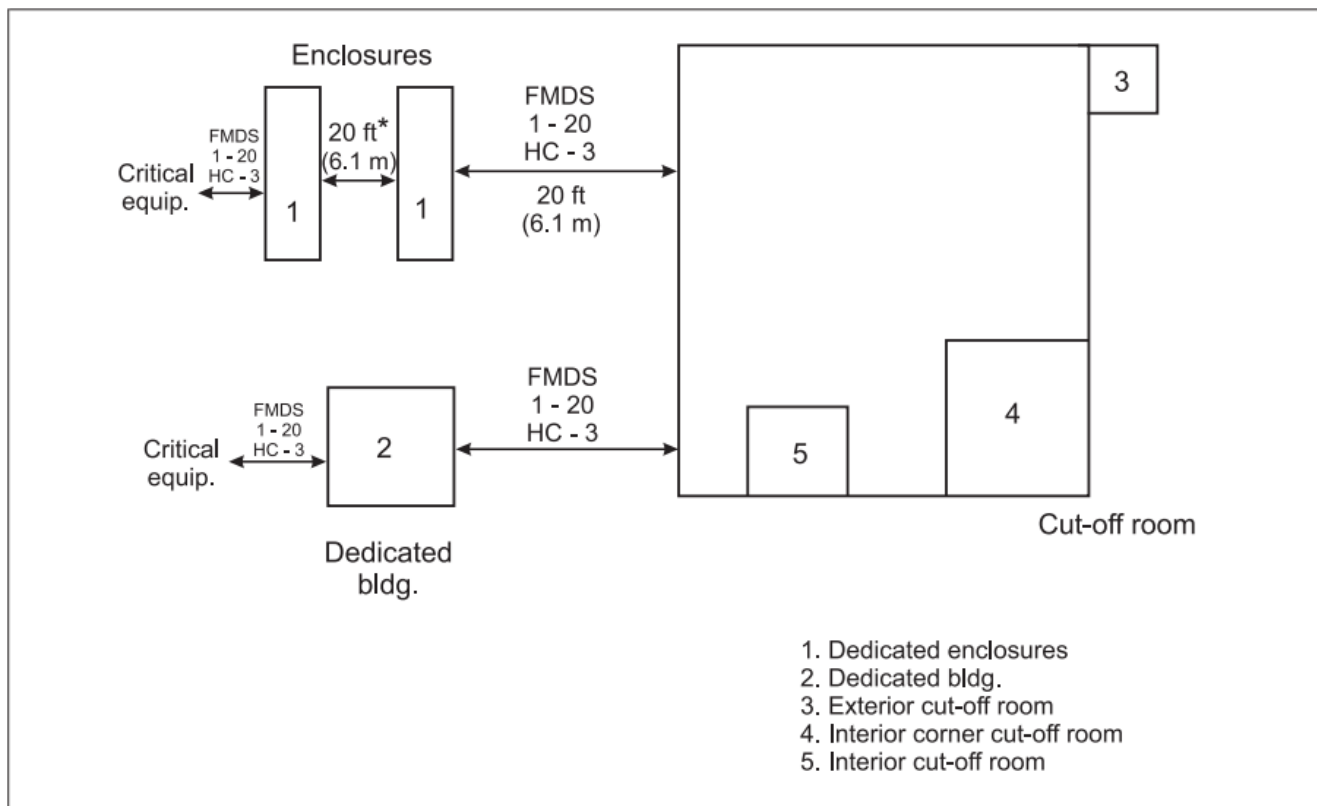 Enclosures
FMDS
1 - 20
HC - 3
Critical
equip.
1
20 ft*
(6.1 m)
1
FMDS
1 - 20
HC - 3
20 ft
(6.1 m)
3
FMDS
1 - 20
HC - 3
Critical
equip.
2
Dedicated
bldg.
FMDS
1 - 20
HC - 3
5
4
Cut-off room
1. Dedicated enclosures
2. Dedicated bldg.
3. Exterior cut-off room
4. Interior corner cut-off room
5. Interior cut-off room